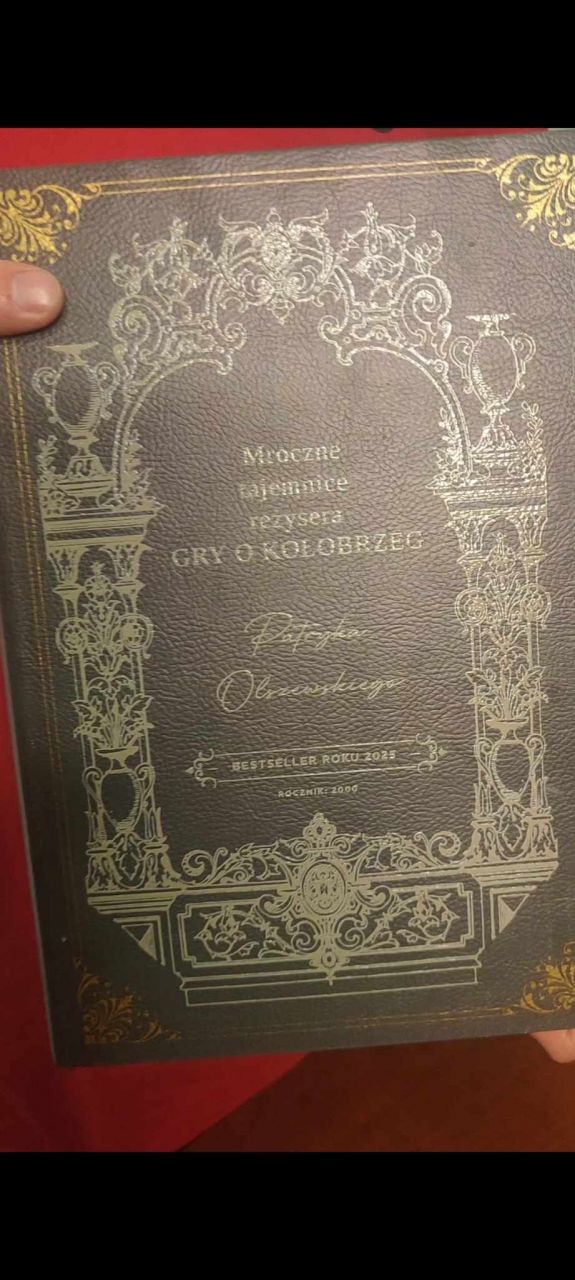 Mroczne
tajemnice
reżysera
GRY O KOŁOBRZEG
Patryka
Olszewskiego
BESTSELLER ROKU 2025
ROCZNIK: 2000